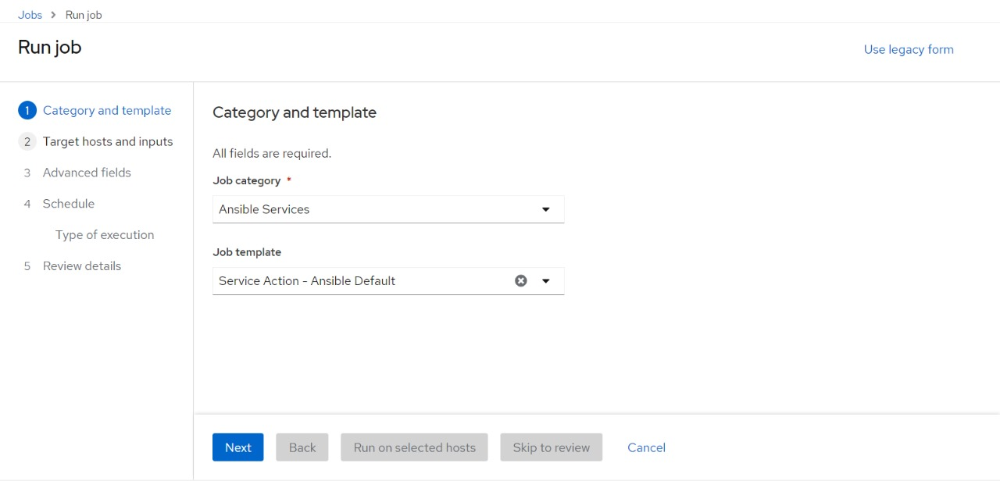 Jobs > Run job
Run job
Use legacy form
1 Category and template
2 Target hosts and inputs
3 Advanced fields
4 Schedule
Type of execution
5 Review details
Category and template
All fields are required.
Job category *
Ansible Services
Job template
Service Action - Ansible Default
Next Back Run on selected hosts Skip to review Cancel